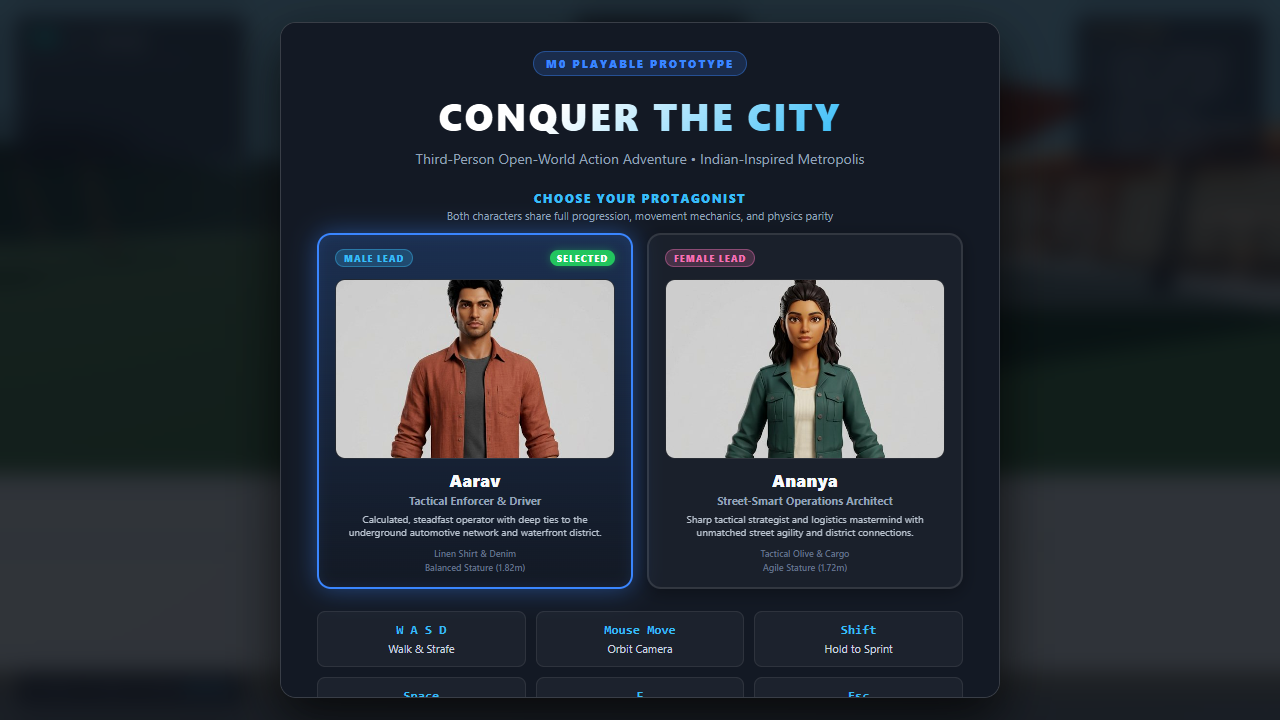 M0 PLAYABLE PROTOTYPE
CONQUER THE CITY
Third-Person Open-World Action Adventure • Indian-Inspired Metropolis
CHOOSE YOUR PROTAGONIST
Both characters share full progression, movement mechanics, and physics parity
MALE LEAD
SELECTED
Aarav
Tactical Enforcer & Driver
Calculated, steadfast operator with deep ties to the
underground automotive network and waterfront district.
Linen Shirt & Denim
Balanced Stature (1.82m)
FEMALE LEAD
Ananya
Street-Smart Operations Architect
Sharp tactical strategist and logistics mastermind with
unmatched street agility and district connections.
Tactical Olive & Cargo
Agile Stature (1.72m)
W A S D
Walk & Strafe
Mouse Move
Orbit Camera
Shift
Hold to Sprint
Space
Esc